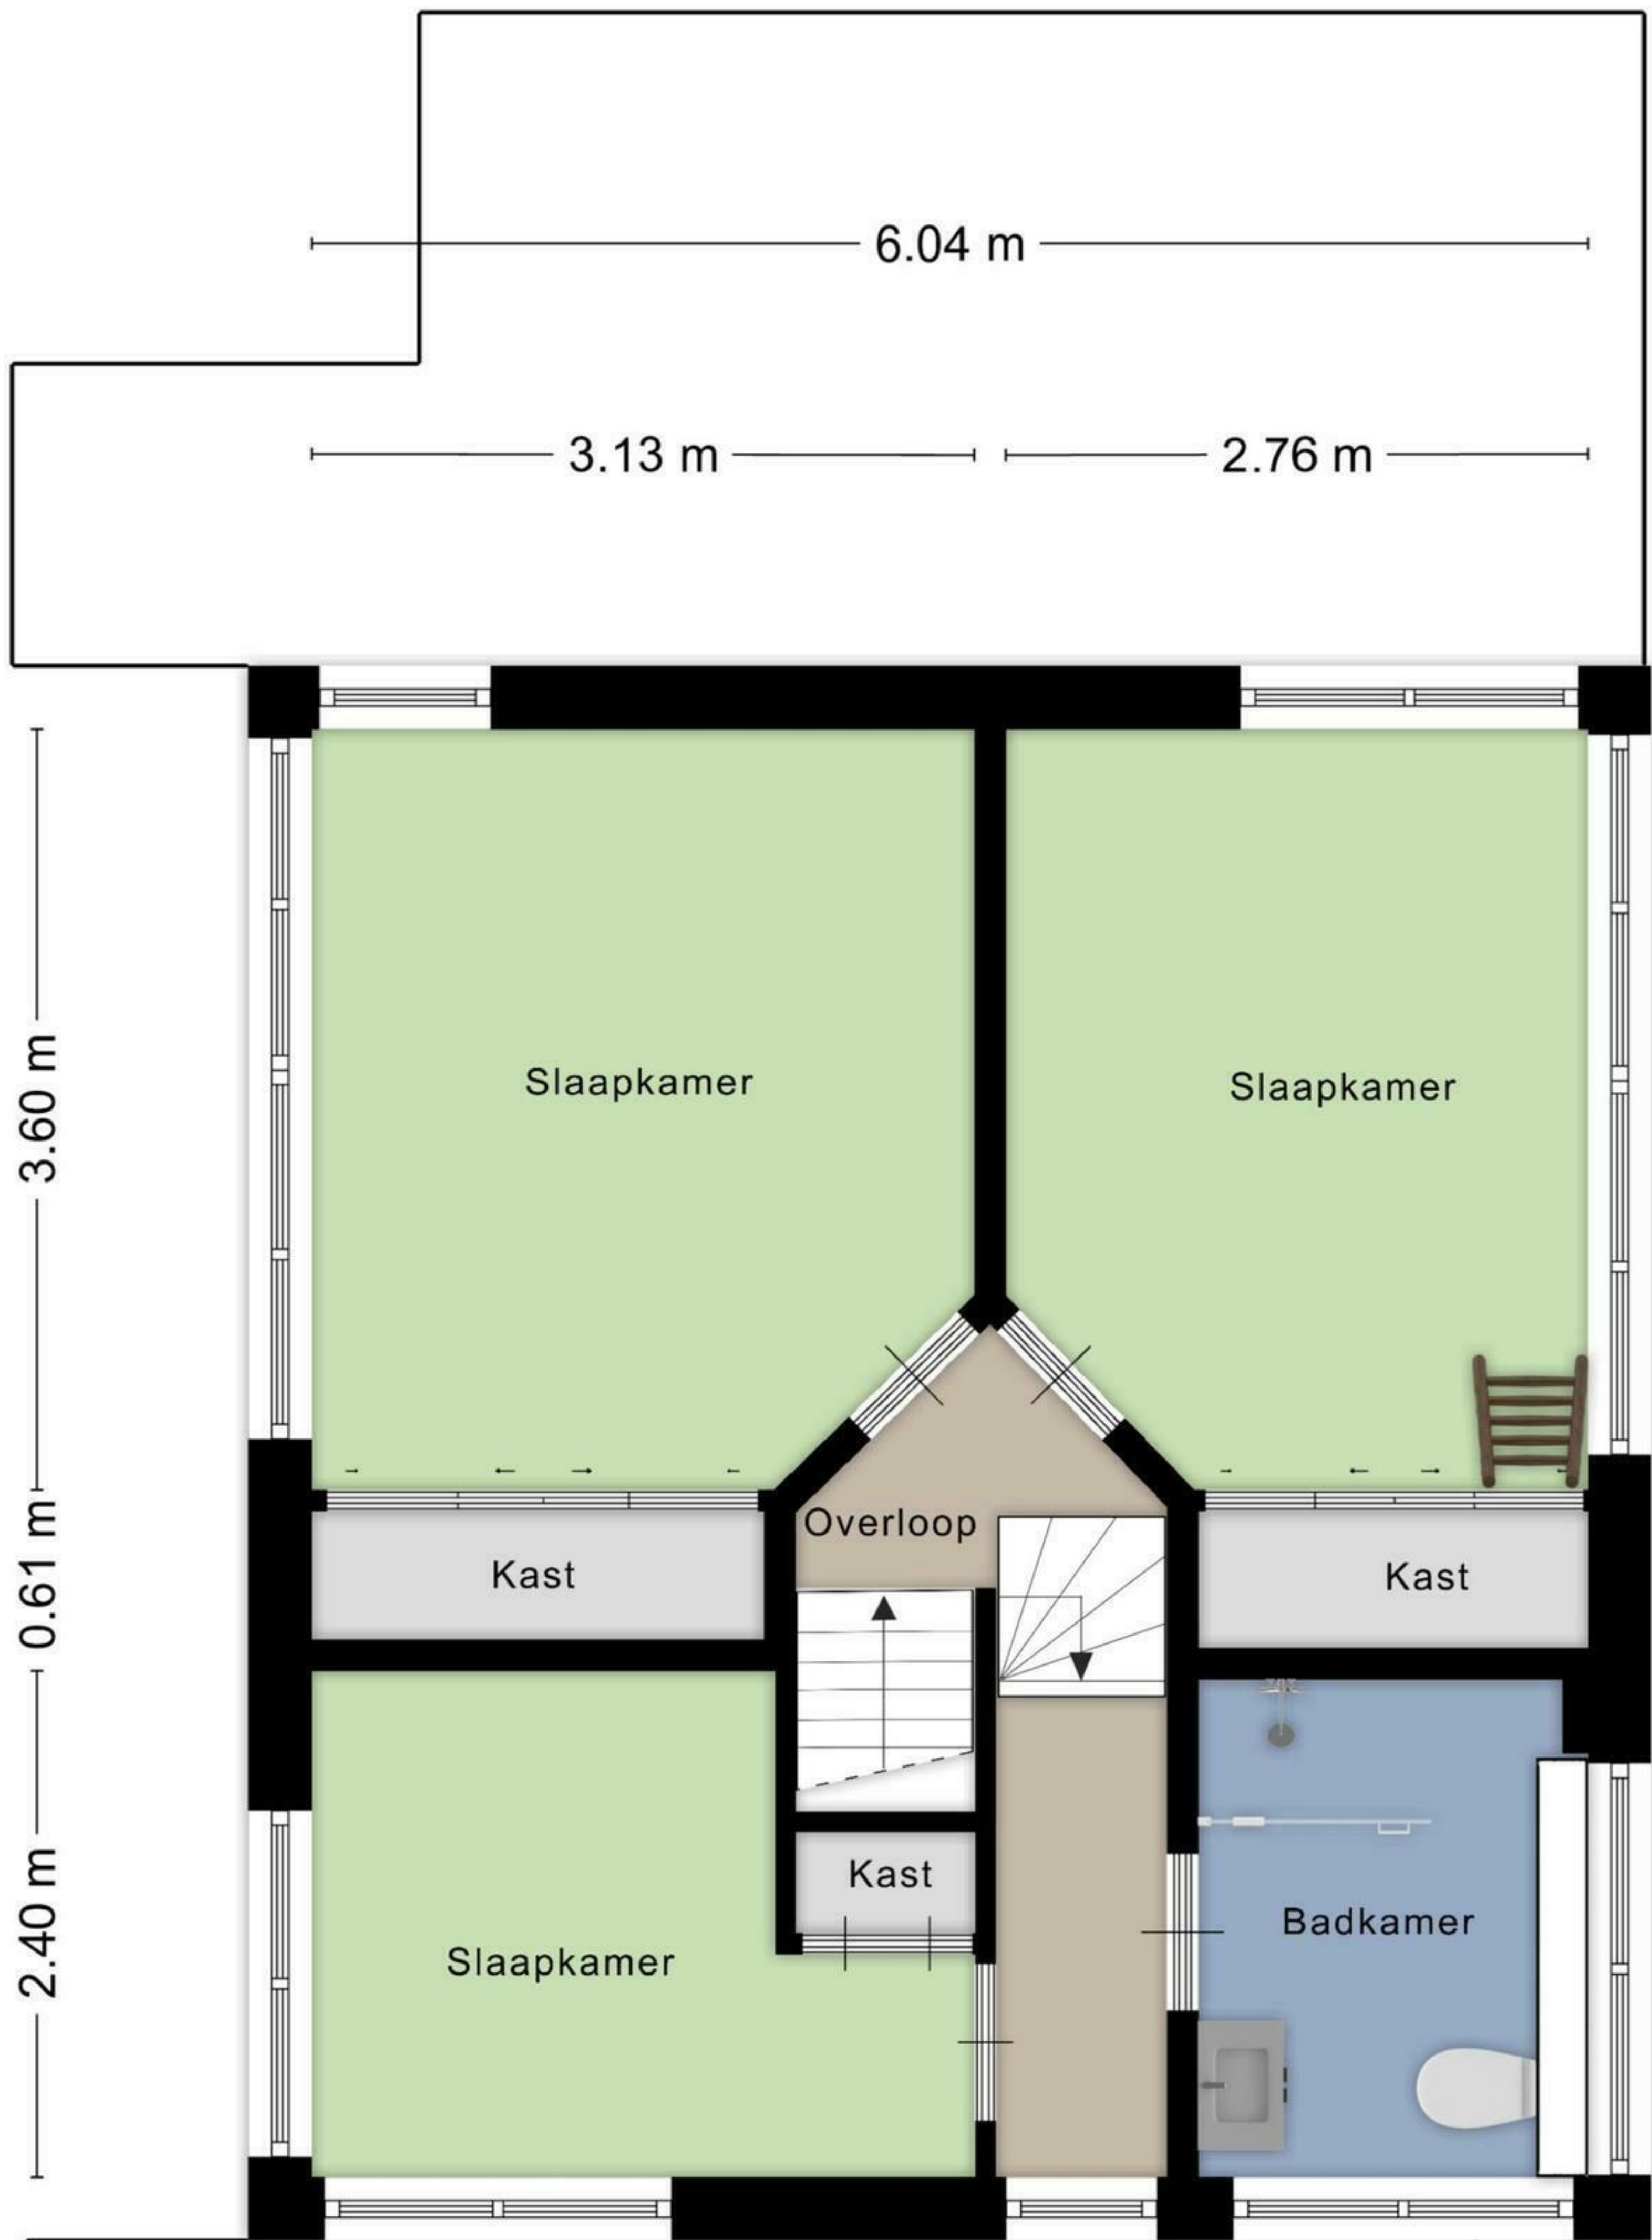 6.04 m
3.13 m
2.76 m
3.60 m
Slaapkamer
Slaapkamer
0.61 m
Overloop
Kast
Kast
2.40 m
Kast
Badkamer
Slaapkamer